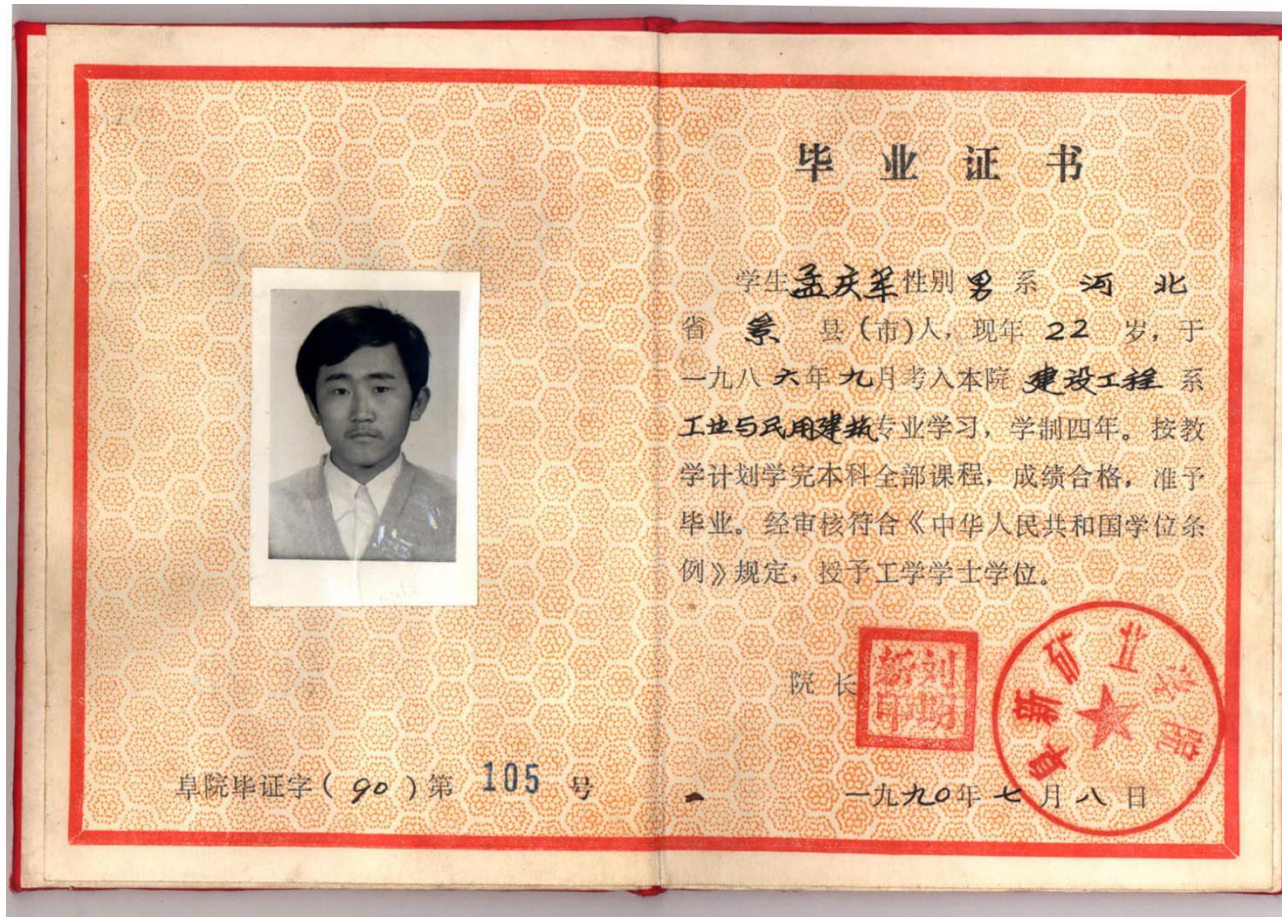 毕业证书
学生孟庆军性别男系河北
省景县(市)人,现年22岁,于
一九八六年九月考入本院建设工程系
工业与民用建筑专业学习,学制四年。按教
学计划学完本科全部课程,成绩合格,准予
毕业。经审核符合《中华人民共和国学位条
例》规定,授予工学学士学位。
院长
阜新矿业学院
一九九0年七月八日
阜院毕证字(90)第105号